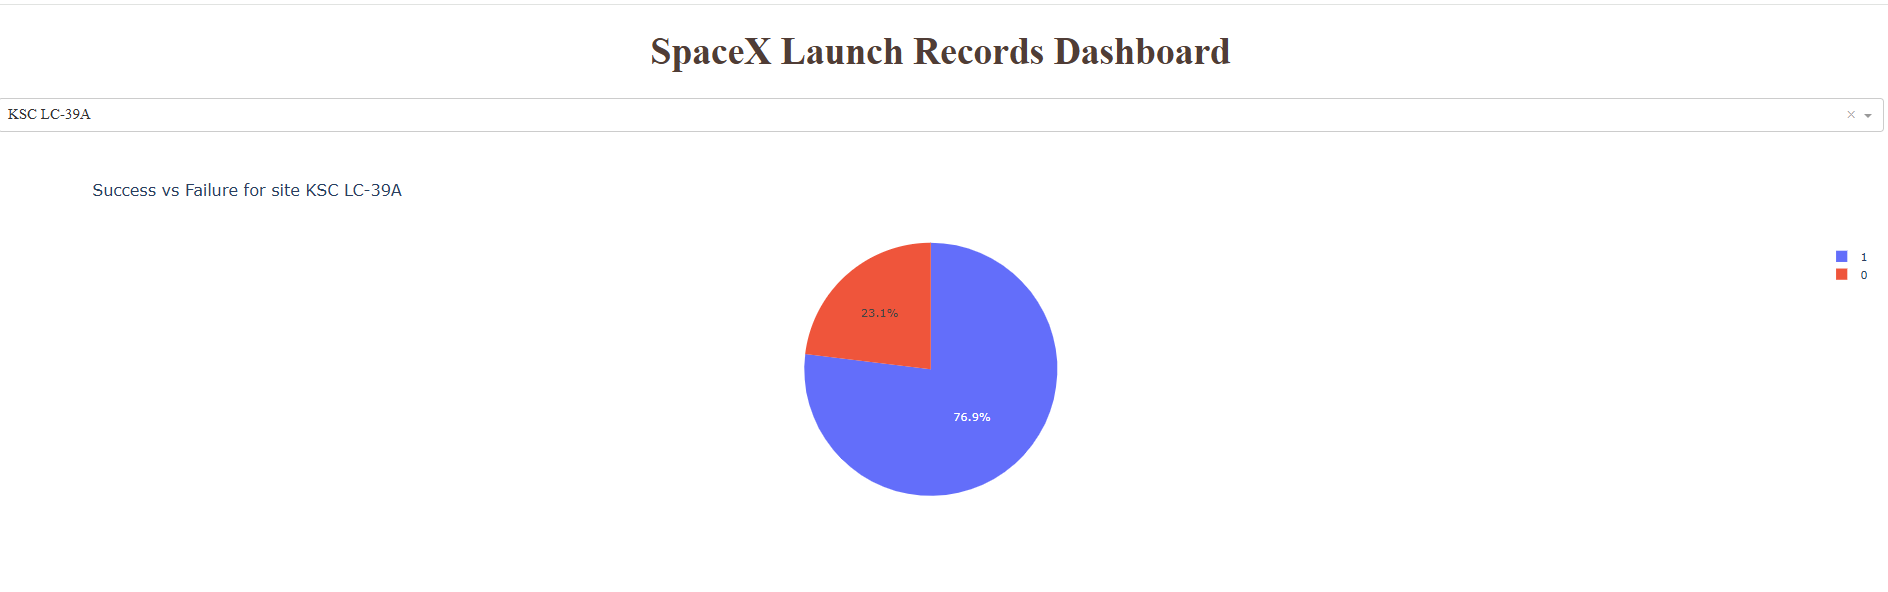 SpaceX Launch Records Dashboard
KSC LC-39A
×
Success vs Failure for site KSC LC-39A
1
0
23.1%
76.9%